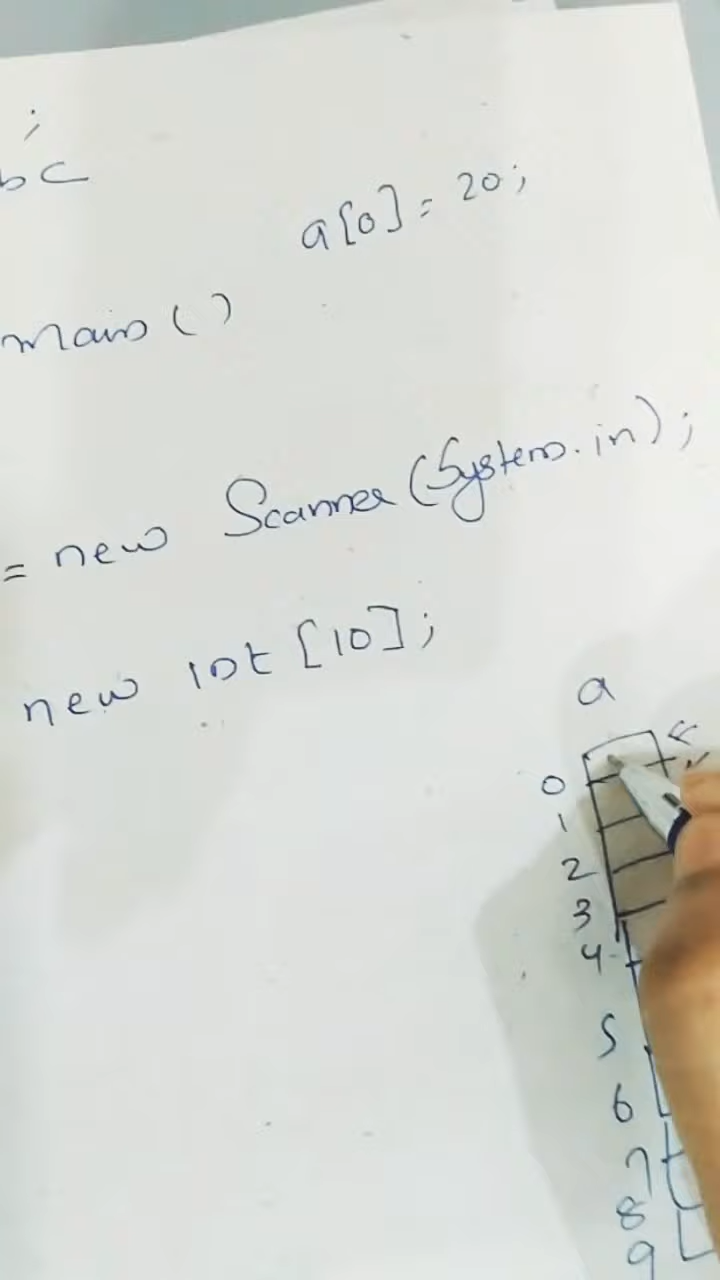 ;
bc
a[0] = 20;
main()
= new Scanner(System.in);
new int [10];
a
0
1
2
3
4
5
6
7
8
9